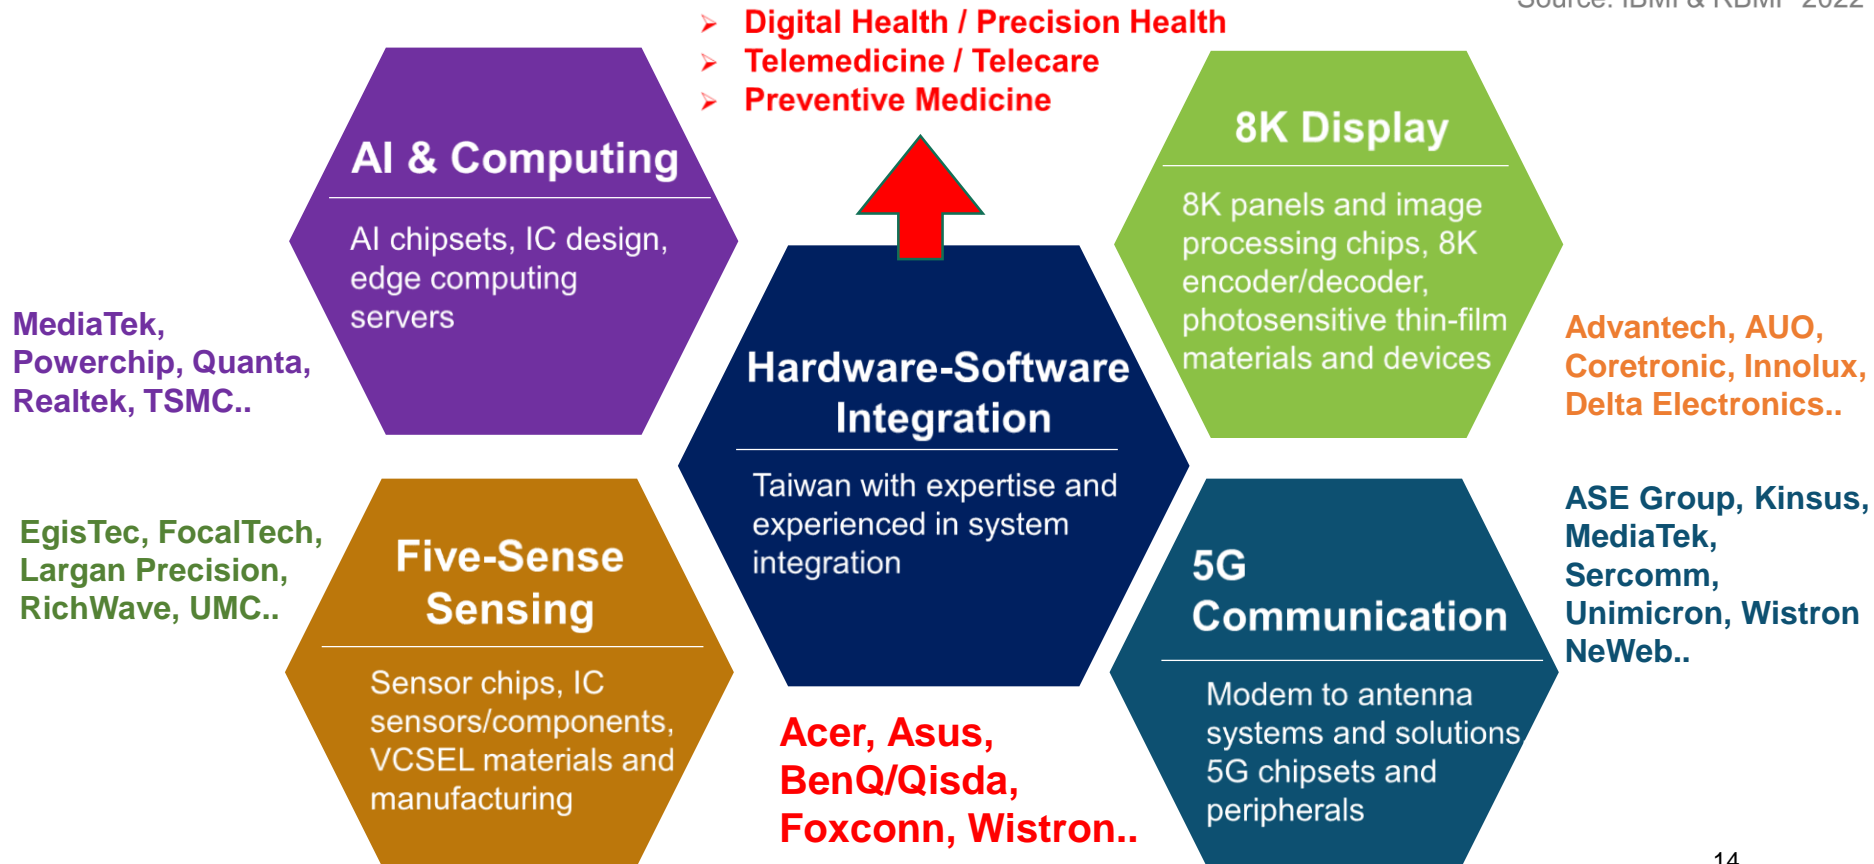 Source: IBMI & RBMP 2022
➢ Digital Health / Precision Health
➢ Telemedicine / Telecare
➢ Preventive Medicine
AI & Computing
AI chipsets, IC design,
edge computing
servers
8K Display
8K panels and image
processing chips, 8K
encoder/decoder,
photosensitive thin-film
materials and devices
MediaTek,
Powerchip, Quanta,
Realtek, TSMC..
Hardware-Software
Integration
Taiwan with expertise and
experienced in system
integration
Advantech, AUO,
Coretronic, Innolux,
Delta Electronics..
EgisTec, FocalTech,
Largan Precision,
RichWave, UMC..
Five-Sense
Sensing
Sensor chips, IC
sensors/components,
VCSEL materials and
manufacturing
Acer, Asus,
BenQ/Qisda,
Foxconn, Wistron..
5G
Communication
Modem to antenna
systems and solutions
5G chipsets and
peripherals
ASE Group, Kinsus,
MediaTek,
Sercomm,
Unimicron, Wistron
NeWeb..
14